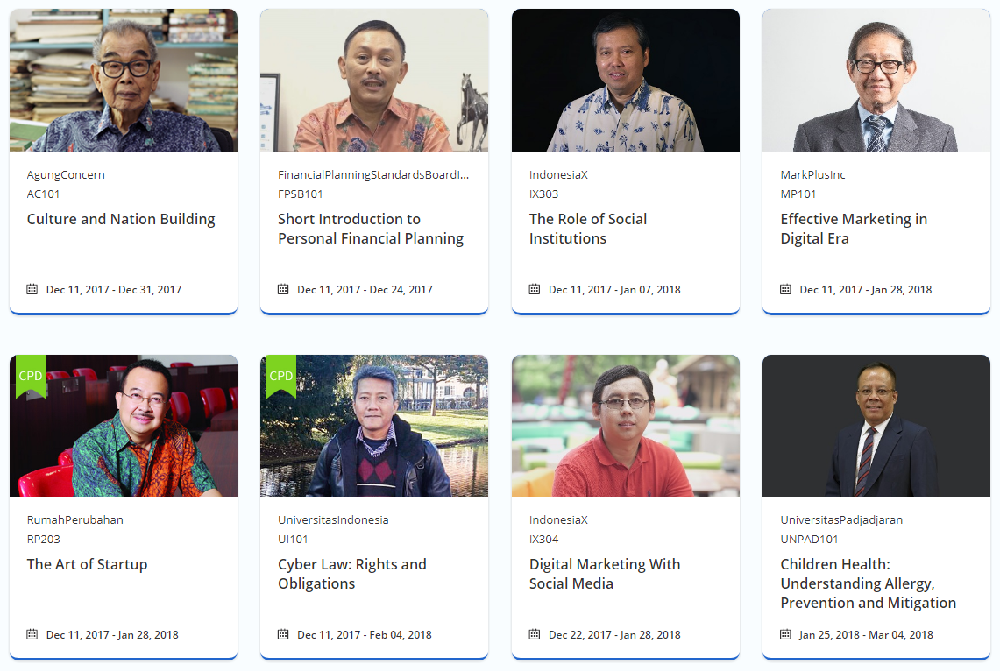 AgungConcern
AC101
Culture and Nation Building
Dec 11, 2017 - Dec 31, 2017
FinancialPlanningStandardsBoardI...
FPSB101
Short Introduction to
Personal Financial Planning
Dec 11, 2017 - Dec 24, 2017
IndonesiaX
IX303
The Role of Social
Institutions
Dec 11, 2017 - Jan 07, 2018
MarkPlusInc
MP101
Effective Marketing in
Digital Era
Dec 11, 2017 - Jan 28, 2018
CPD
RumahPerubahan
RP203
The Art of Startup
Dec 11, 2017 - Jan 28, 2018
CPD
UniversitasIndonesia
UI101
Cyber Law: Rights and
Obligations
Dec 11, 2017 - Feb 04, 2018
IndonesiaX
IX304
Digital Marketing With
Social Media
Dec 22, 2017 - Jan 28, 2018
UniversitasPadjadjaran
UNPAD101
Children Health:
Understanding Allergy,
Prevention and Mitigation
Jan 25, 2018 - Mar 04, 2018